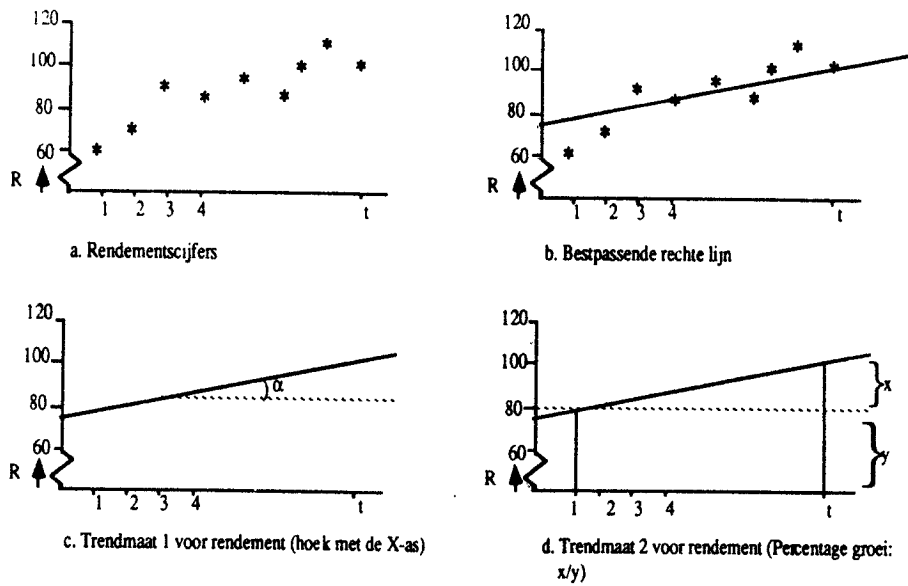 120
100
80
60
R
1 2 3 4 t
a. Rendementscijfers
120
100
80
60
R
1 2 3 4 t
b. Bestpassende rechte lijn
120
100
80
60
R
α
1 2 3 4 t
c. Trendmaat 1 voor rendement (hoek met de X-as)
120
100
80
60
R
x
y
1 2 3 4 t
d. Trendmaat 2 voor rendement (Percentage groei:
x/y)